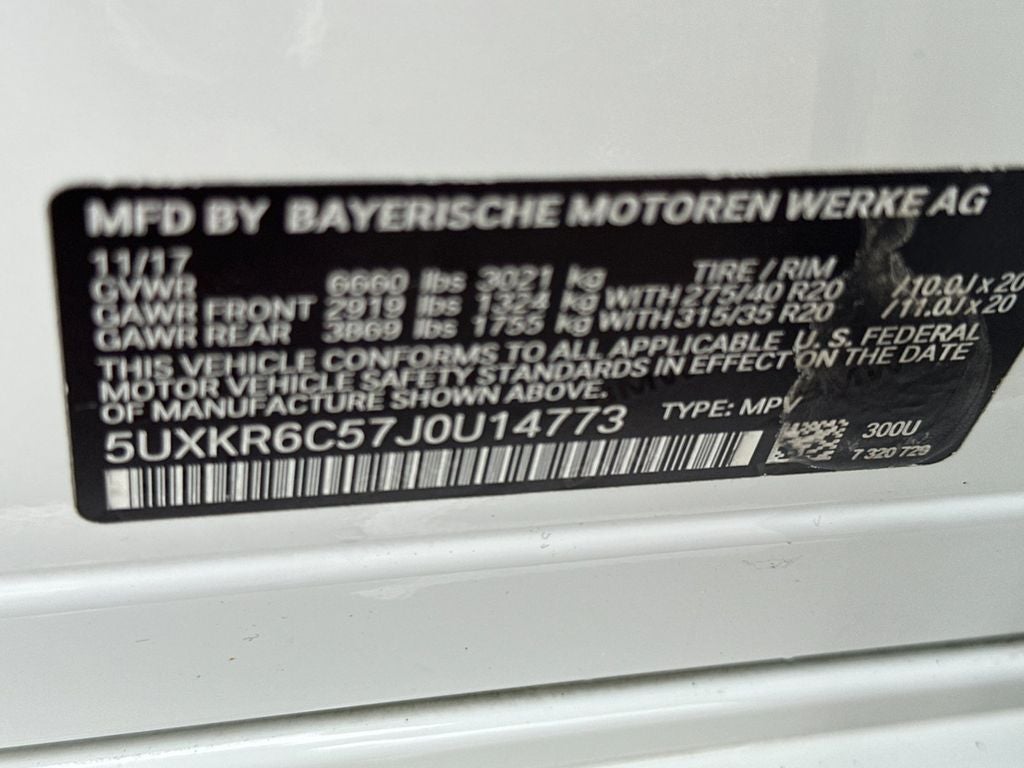 MFD BY BAYERISCHE MOTOREN WERKE AG
11/17 TIRE / RIM
GVWR 6660 lbs 3021 kg
GAWR FRONT 2919 lbs 1324 kg WITH 275/40 R20 /10.0J x 20
GAWR REAR 3869 lbs 1755 kg WITH 315/35 R20 /11.0J x 20
THIS VEHICLE CONFORMS TO ALL APPLICABLE U. S. FEDERAL
MOTOR VEHICLE SAFETY STANDARDS IN EFFECT ON THE DATE
OF MANUFACTURE SHOWN ABOVE.
5UXKR6C57J0U14773 TYPE: MPV
300U
7 320 729